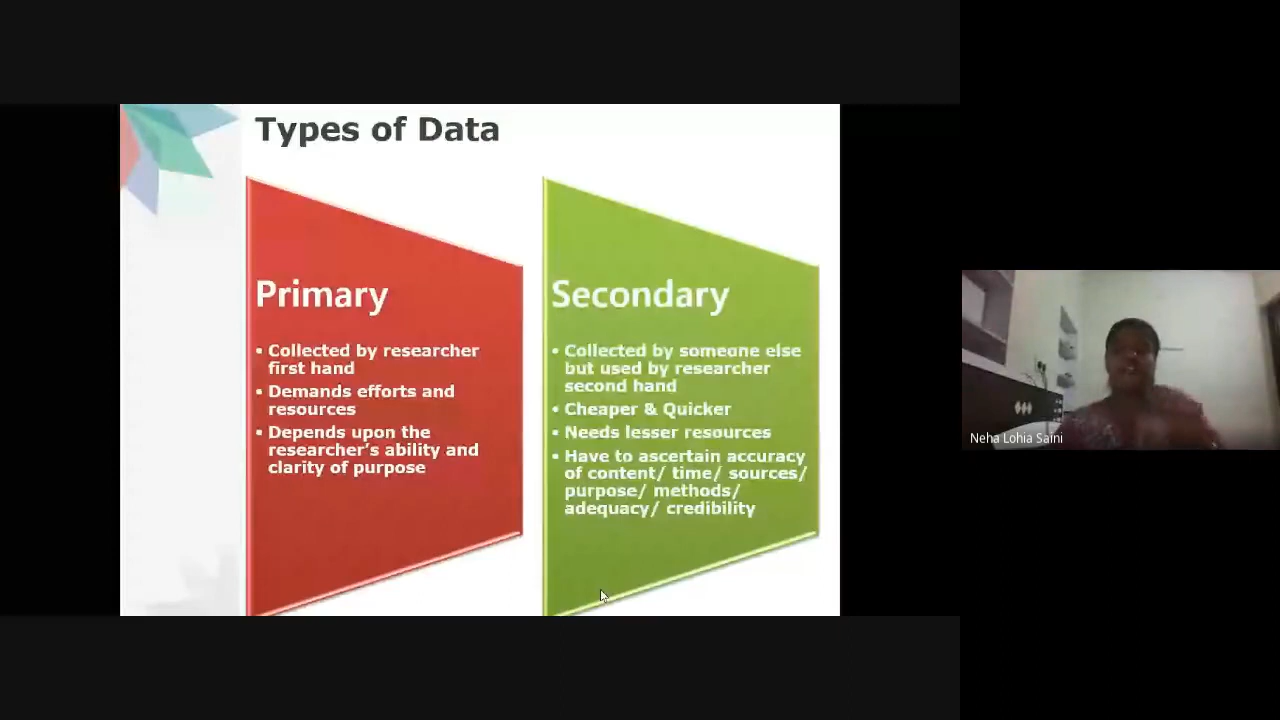 Types of Data
Primary
• Collected by researcher
first hand
• Demands efforts and
resources
• Depends upon the
researcher's ability and
clarity of purpose
Secondary
• Collected by someone else
but used by researcher
second hand
• Cheaper & Quicker
• Needs lesser resources
• Have to ascertain accuracy
of content/ time/ sources/
purpose/ methods/
adequacy/ credibility
Neha Lohia Saini